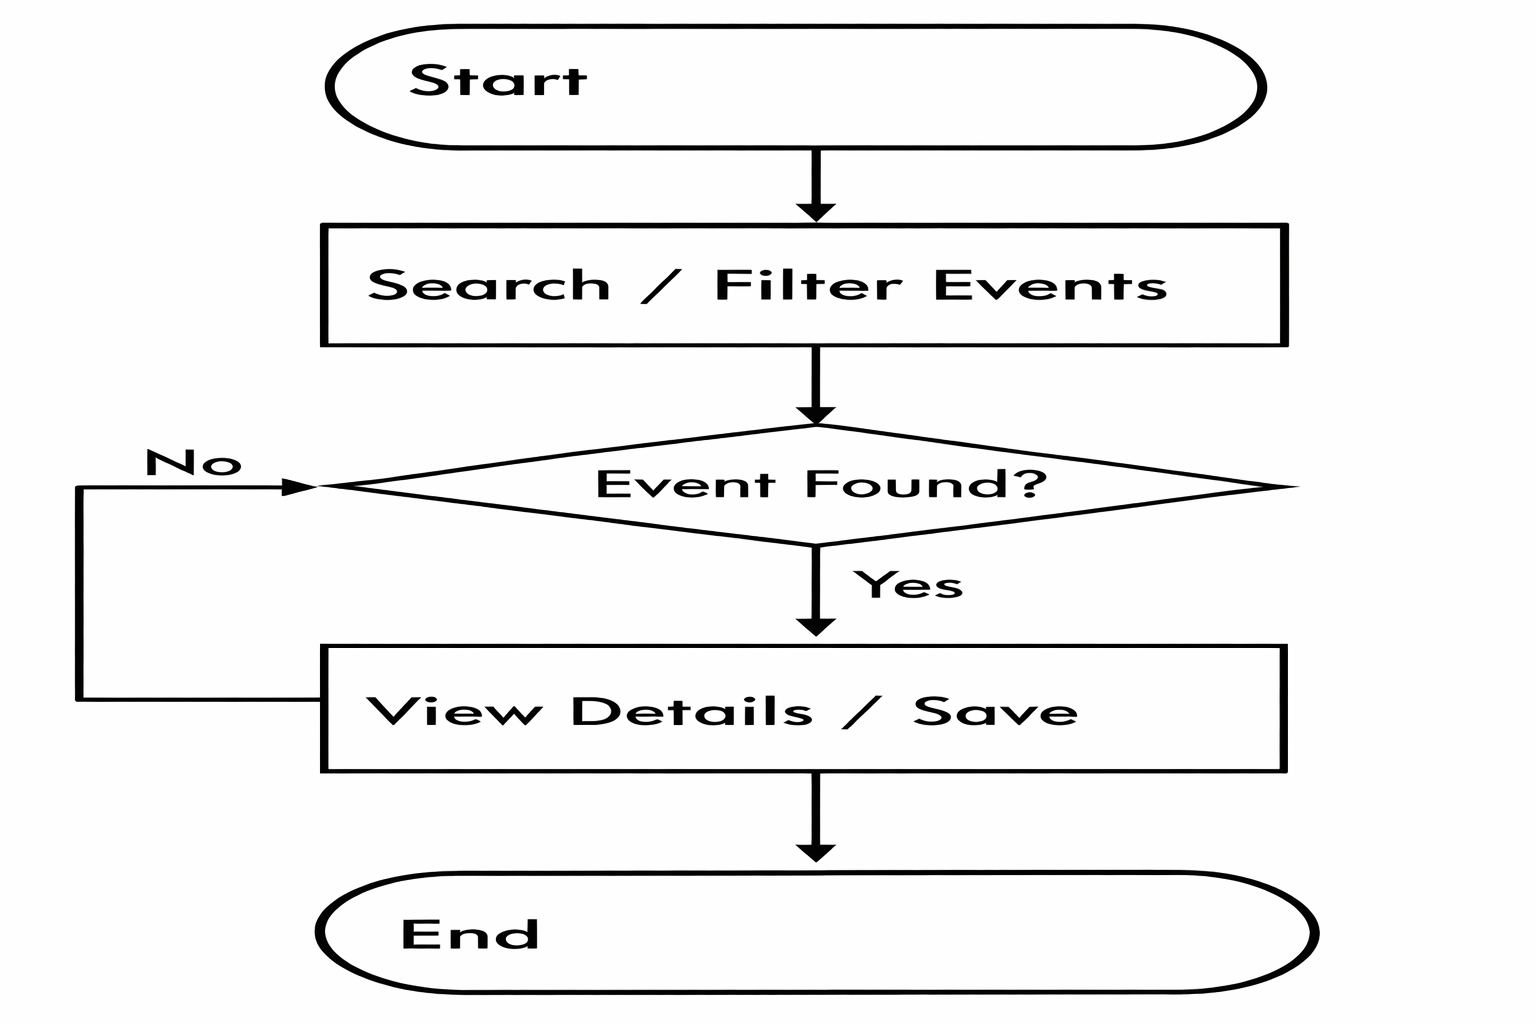 Start
Search / Filter Events
No
Event Found?
Yes
View Details / Save
End